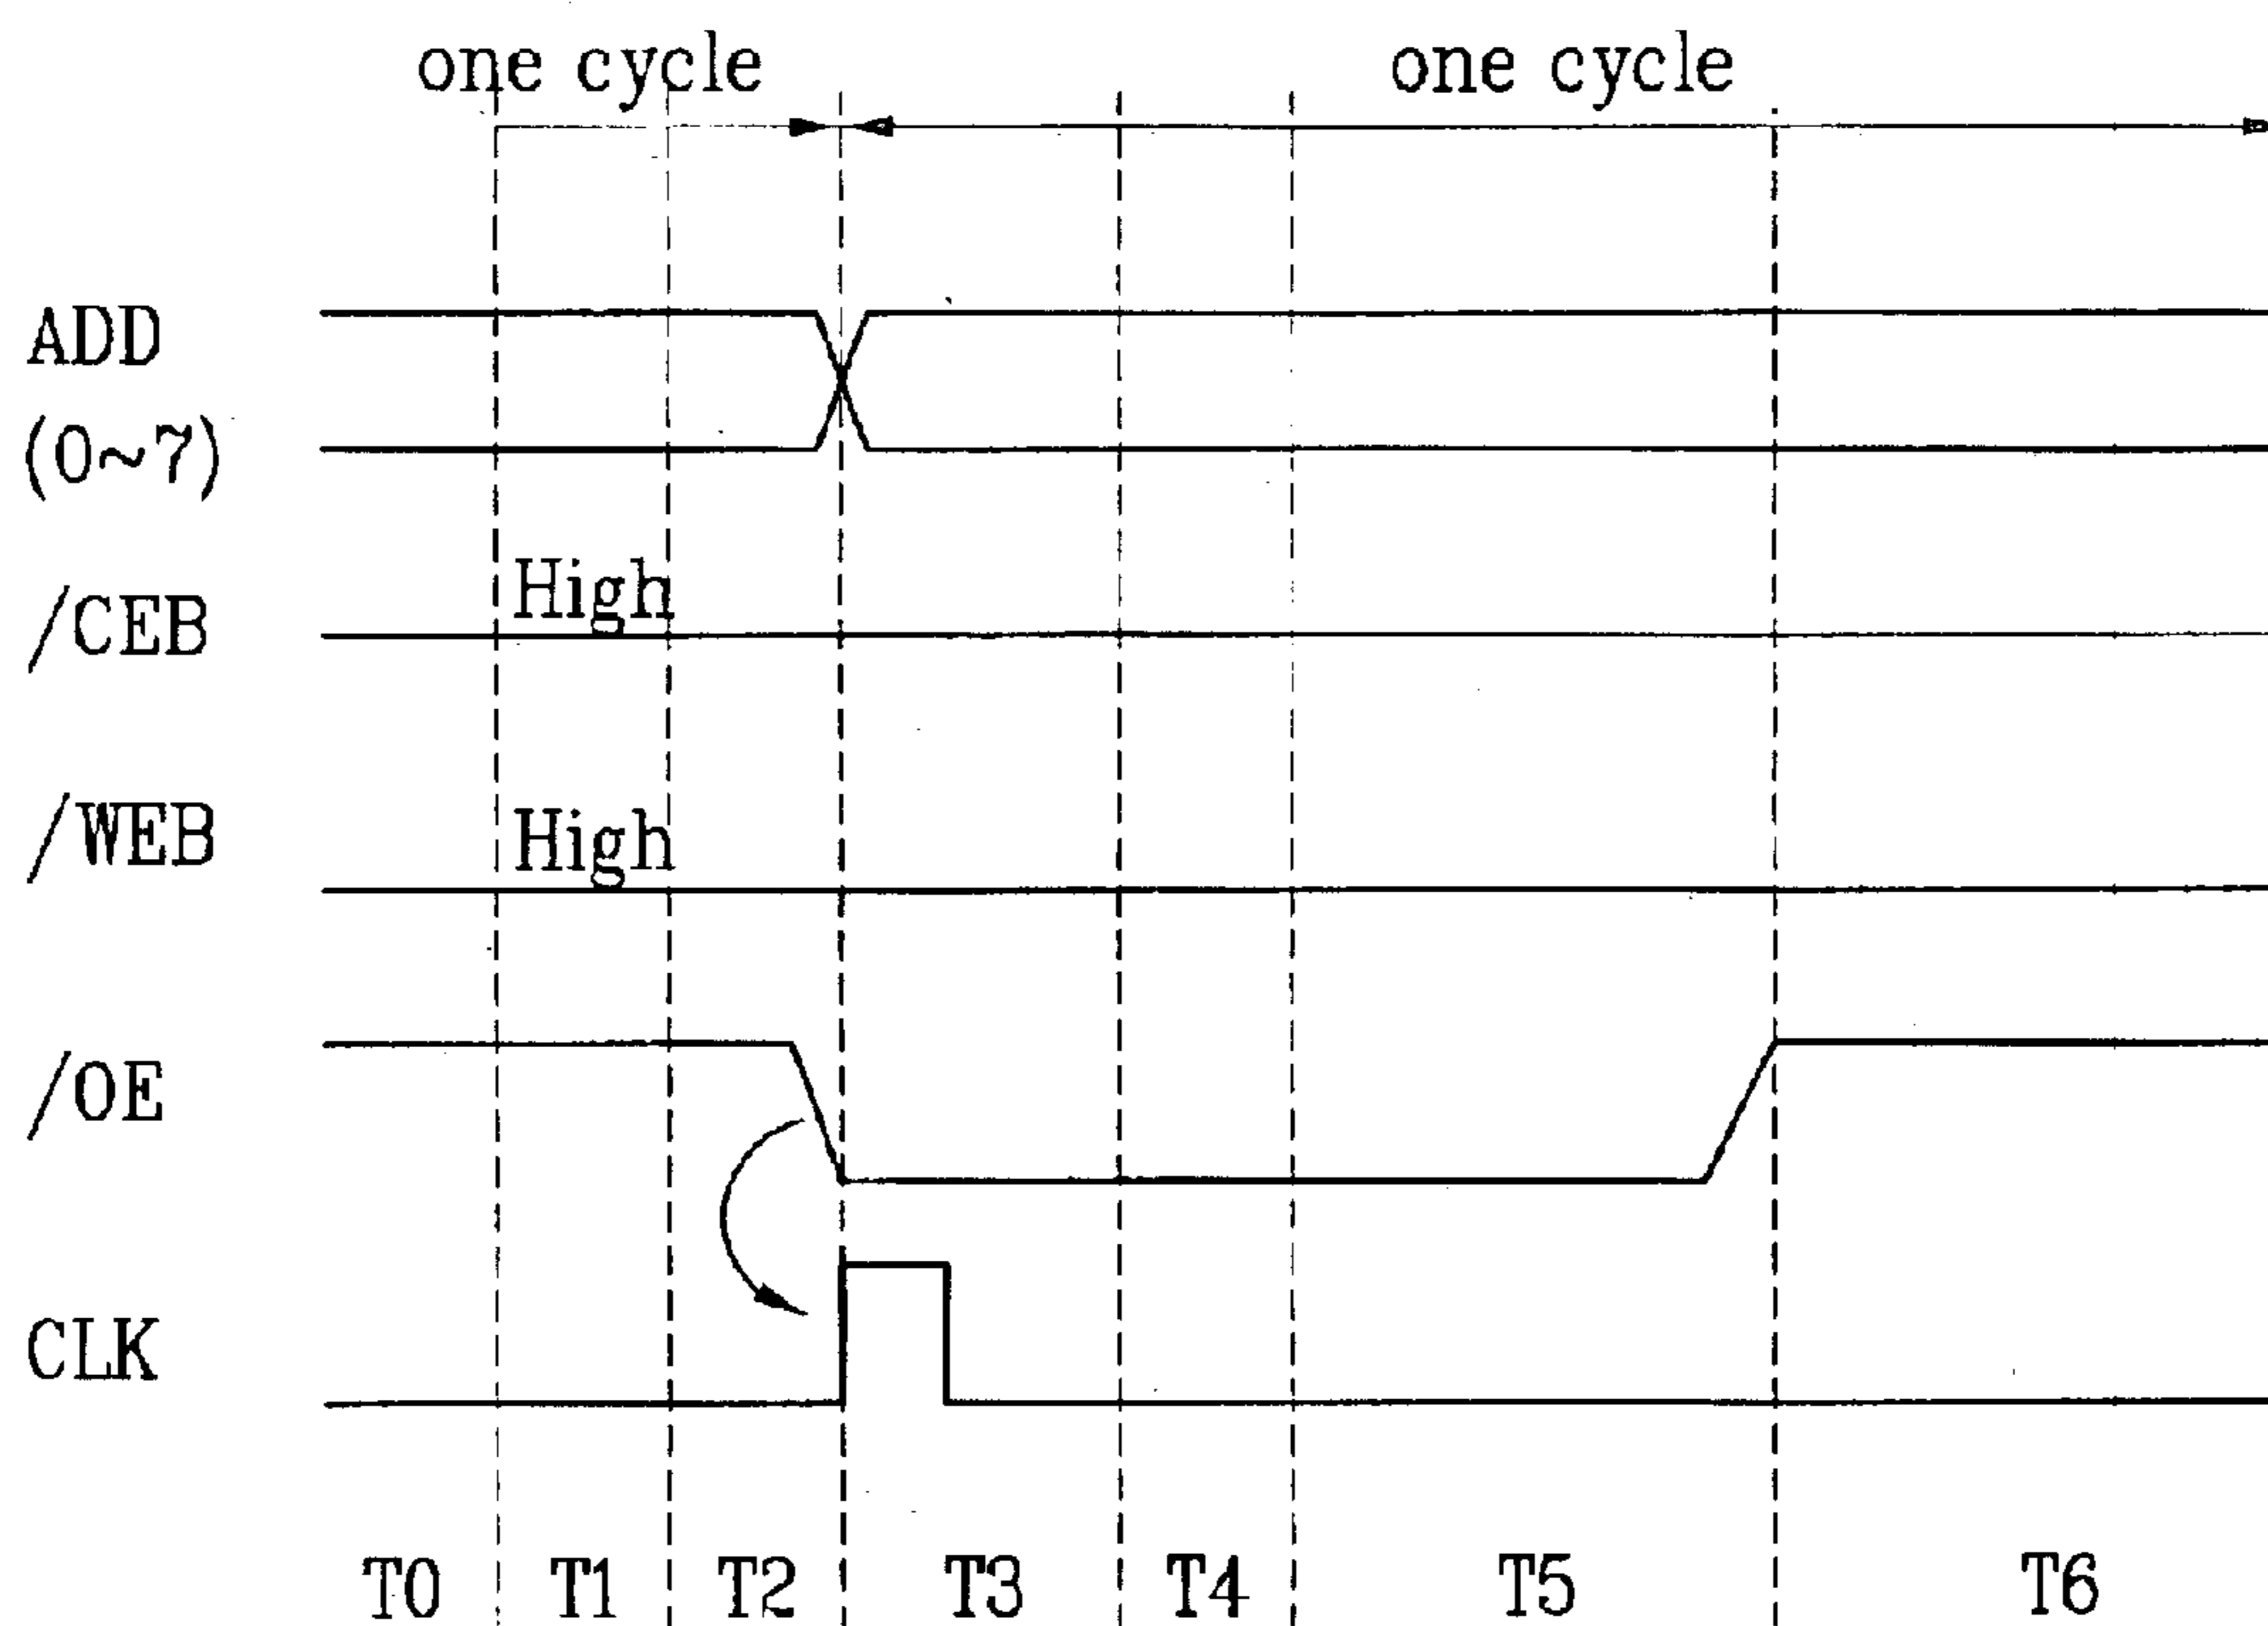 one cycle one cycle
ADD
(0~7)
High
/CEB
High
/WEB
/OE
CLK
T0 T1 T2 T3 T4 T5 T6